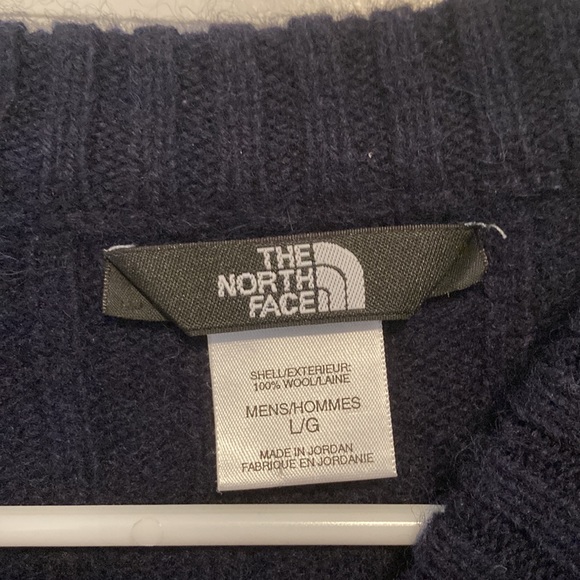 THE
NORTH
FACE
SHELL/EXTERIEUR:
100% WOOL/LAINE
MENS/HOMMES
L/G
MADE IN JORDAN
FABRIQUE EN JORDANIE